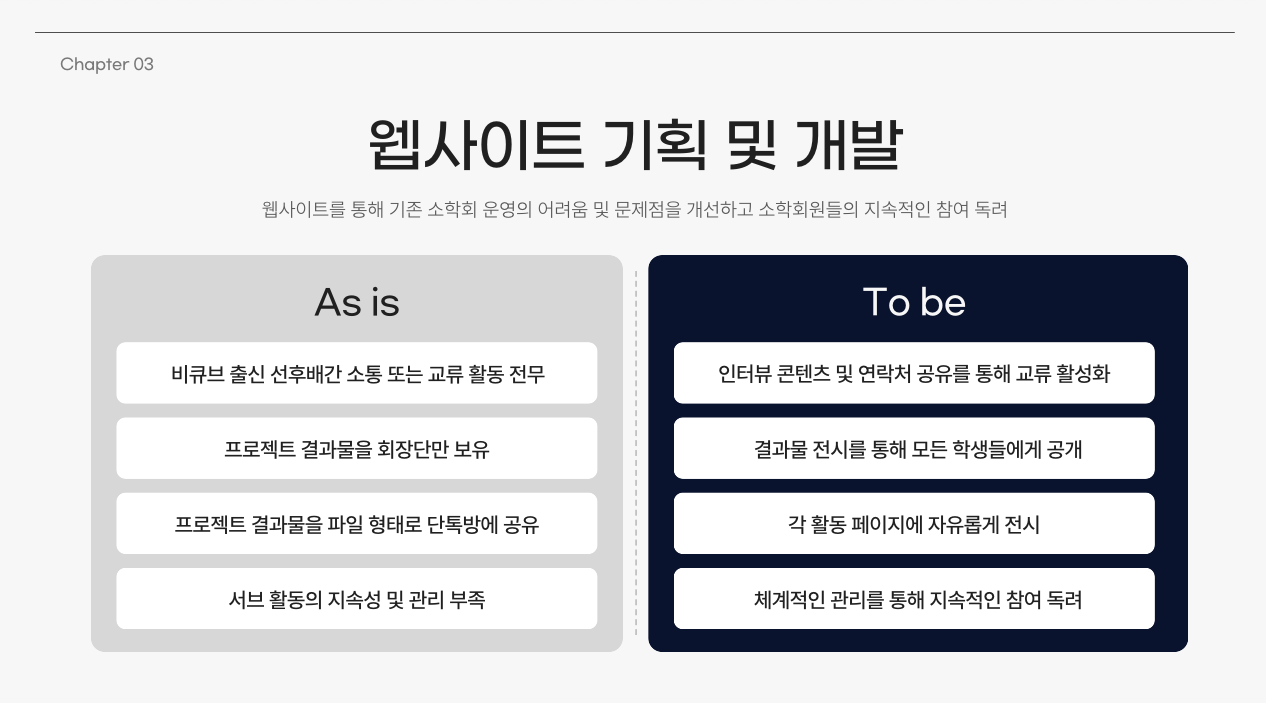 Chapter 03
웹사이트 기획 및 개발
웹사이트를 통해 기존 소학회 운영의 어려움 및 문제점을 개선하고 소학회원들의 지속적인 참여 독려
As is
비큐브 출신 선후배간 소통 또는 교류 활동 전무
프로젝트 결과물을 회장단만 보유
프로젝트 결과물을 파일 형태로 단톡방에 공유
서브 활동의 지속성 및 관리 부족
To be
인터뷰 콘텐츠 및 연락처 공유를 통해 교류 활성화
결과물 전시를 통해 모든 학생들에게 공개
각 활동 페이지에 자유롭게 전시
체계적인 관리를 통해 지속적인 참여 독려